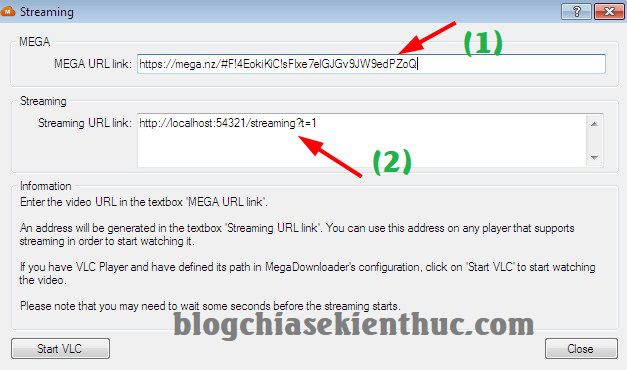 Streaming
MEGA
(1)
MEGA URL link: https://mega.nz/#F!4EokiKiC!sFlxe7elGJGv9JW9edPZoQ
Streaming
Streaming URL link: http://localhost:54321/streaming?t=1
(2)
Infomation
Enter the video URL in the textbox 'MEGA URL link'.
An address will be generated in the textbox 'Streaming URL link'. You can use this address on any player that supports
streaming in order to start watching it.
If you have VLC Player and have defined its path in MegaDownloader's configuration, click on 'Start VLC' to start watching
the video.
Please note that you may need to wait some seconds before the streaming starts.
blogchiasekienthuc.com
Start VLC
Close